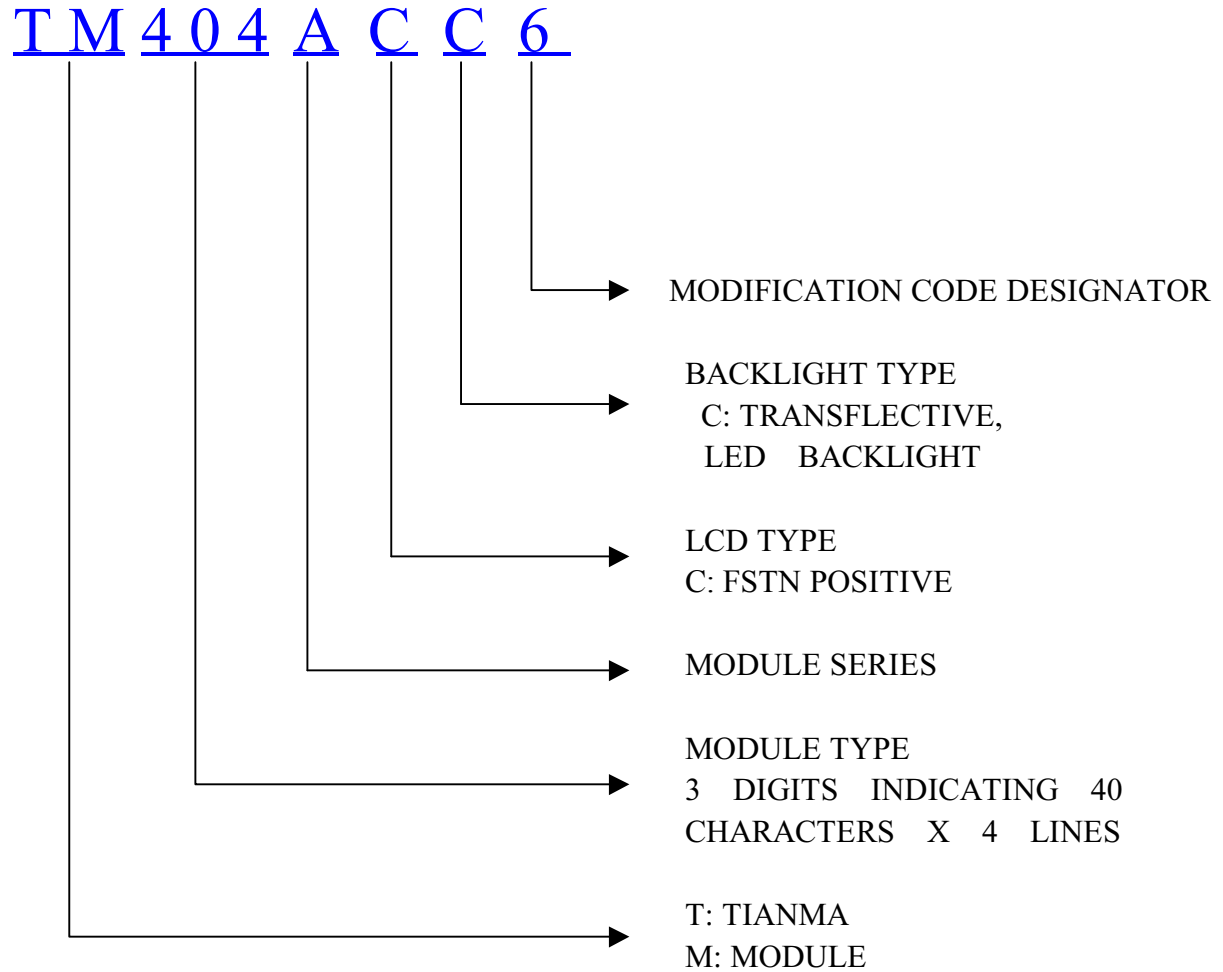 TM404ACC6
MODIFICATION CODE DESIGNATOR
BACKLIGHT TYPE
C: TRANSFLECTIVE,
LED BACKLIGHT
LCD TYPE
C: FSTN POSITIVE
MODULE SERIES
MODULE TYPE
3 DIGITS INDICATING 40
CHARACTERS X 4 LINES
T: TIANMA
M: MODULE